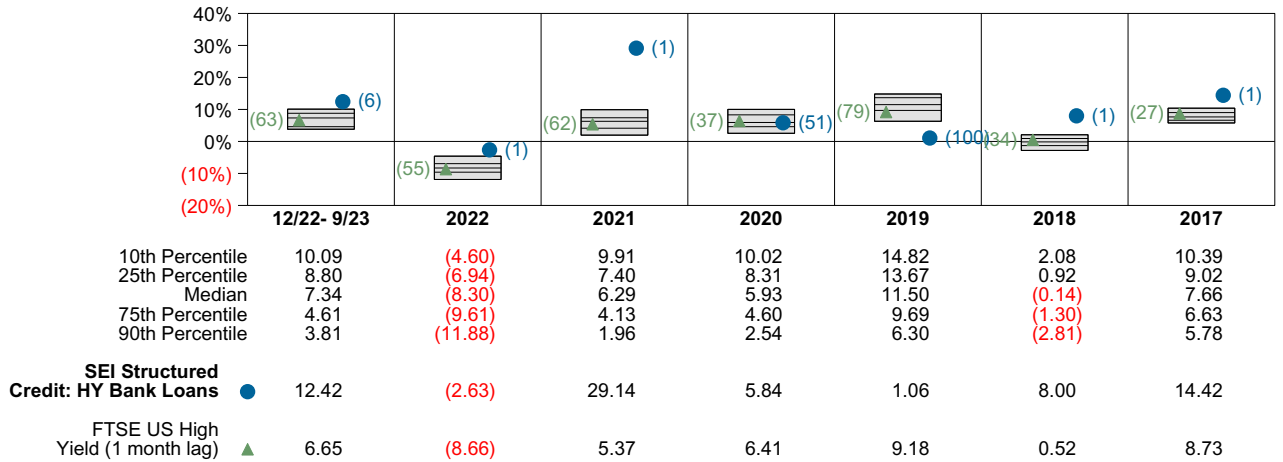 40%
30%
20%
10%
0%
(10%)
(20%)
(63) (6)
(55) (1)
(62) (1)
(37) (51)
(79) (100)
(34) (1)
(27) (1)
12/22- 9/23 2022 2021 2020 2019 2018 2017
10th Percentile 10.09 (4.60) 9.91 10.02 14.82 2.08 10.39
25th Percentile 8.80 (6.94) 7.40 8.31 13.67 0.92 9.02
Median 7.34 (8.30) 6.29 5.93 11.50 (0.14) 7.66
75th Percentile 4.61 (9.61) 4.13 4.60 9.69 (1.30) 6.63
90th Percentile 3.81 (11.88) 1.96 2.54 6.30 (2.81) 5.78
SEI Structured
Credit: HY Bank Loans 12.42 (2.63) 29.14 5.84 1.06 8.00 14.42
FTSE US High
Yield (1 month lag) 6.65 (8.66) 5.37 6.41 9.18 0.52 8.73